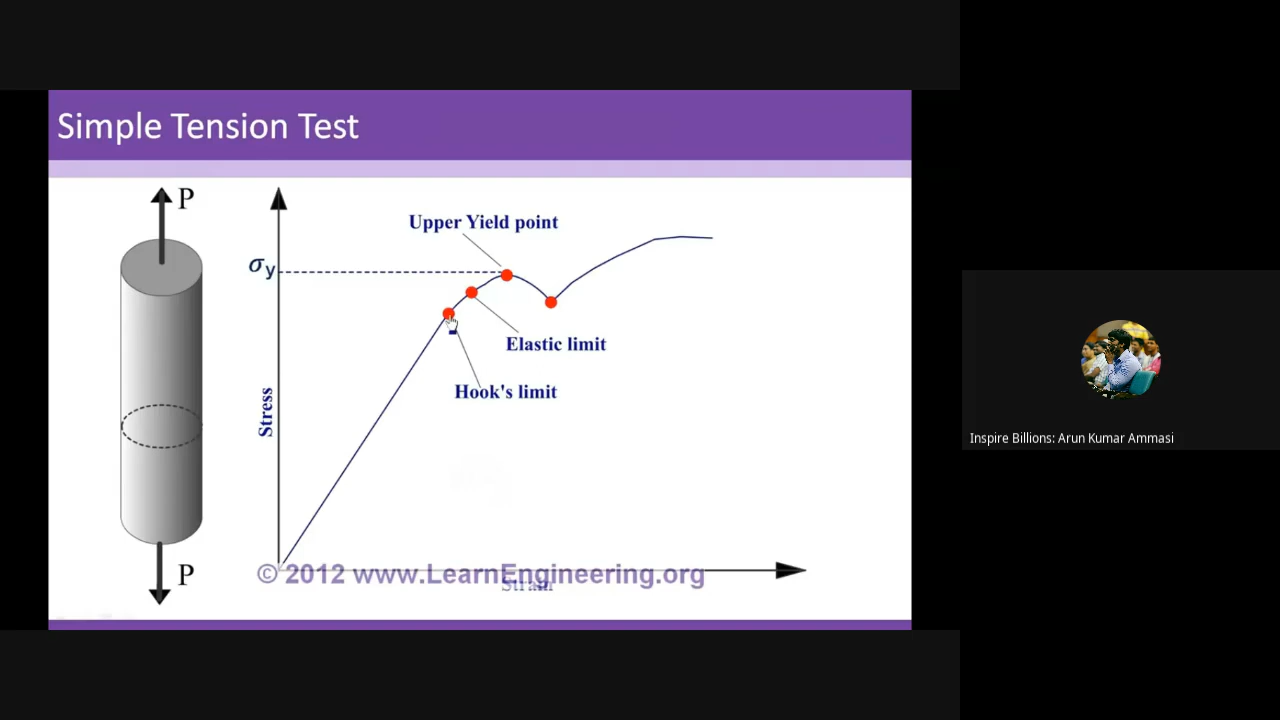 Simple Tension Test
P
Upper Yield point
σy
Elastic limit
Hook's limit
Stress
P
© 2012 www.LearnEngineering.org
Strain
Inspire Billions: Arun Kumar Ammasi